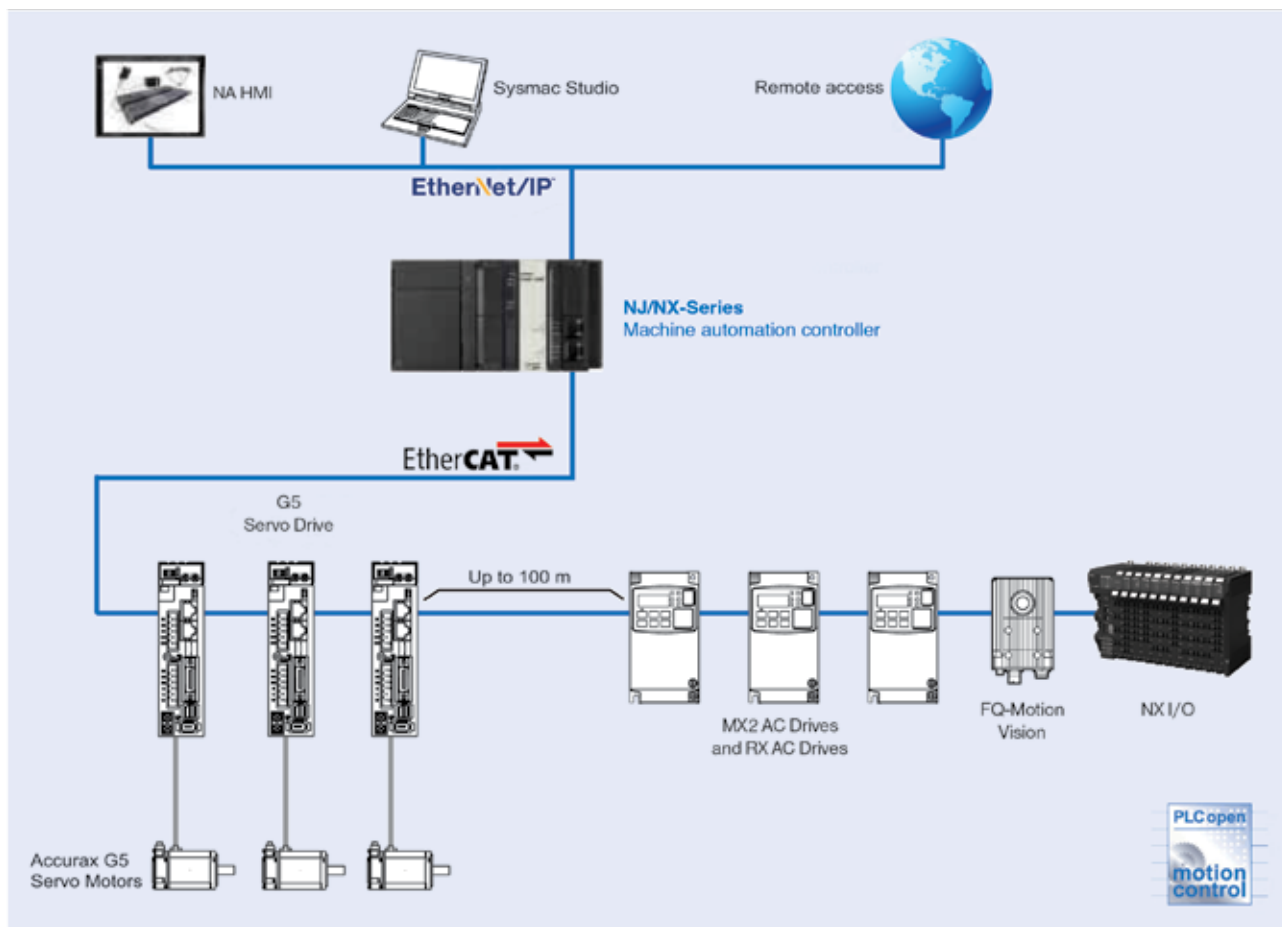 NA HMI
Sysmac Studio
Remote access
EtherNet/IP™
NJ/NX-Series
Machine automation controller
EtherCAT®
G5
Servo Drive
Up to 100 m
MX2 AC Drives
and RX AC Drives
FQ-Motion
Vision
NX I/O
Accurax G5
Servo Motors
PLCopen
motion
control